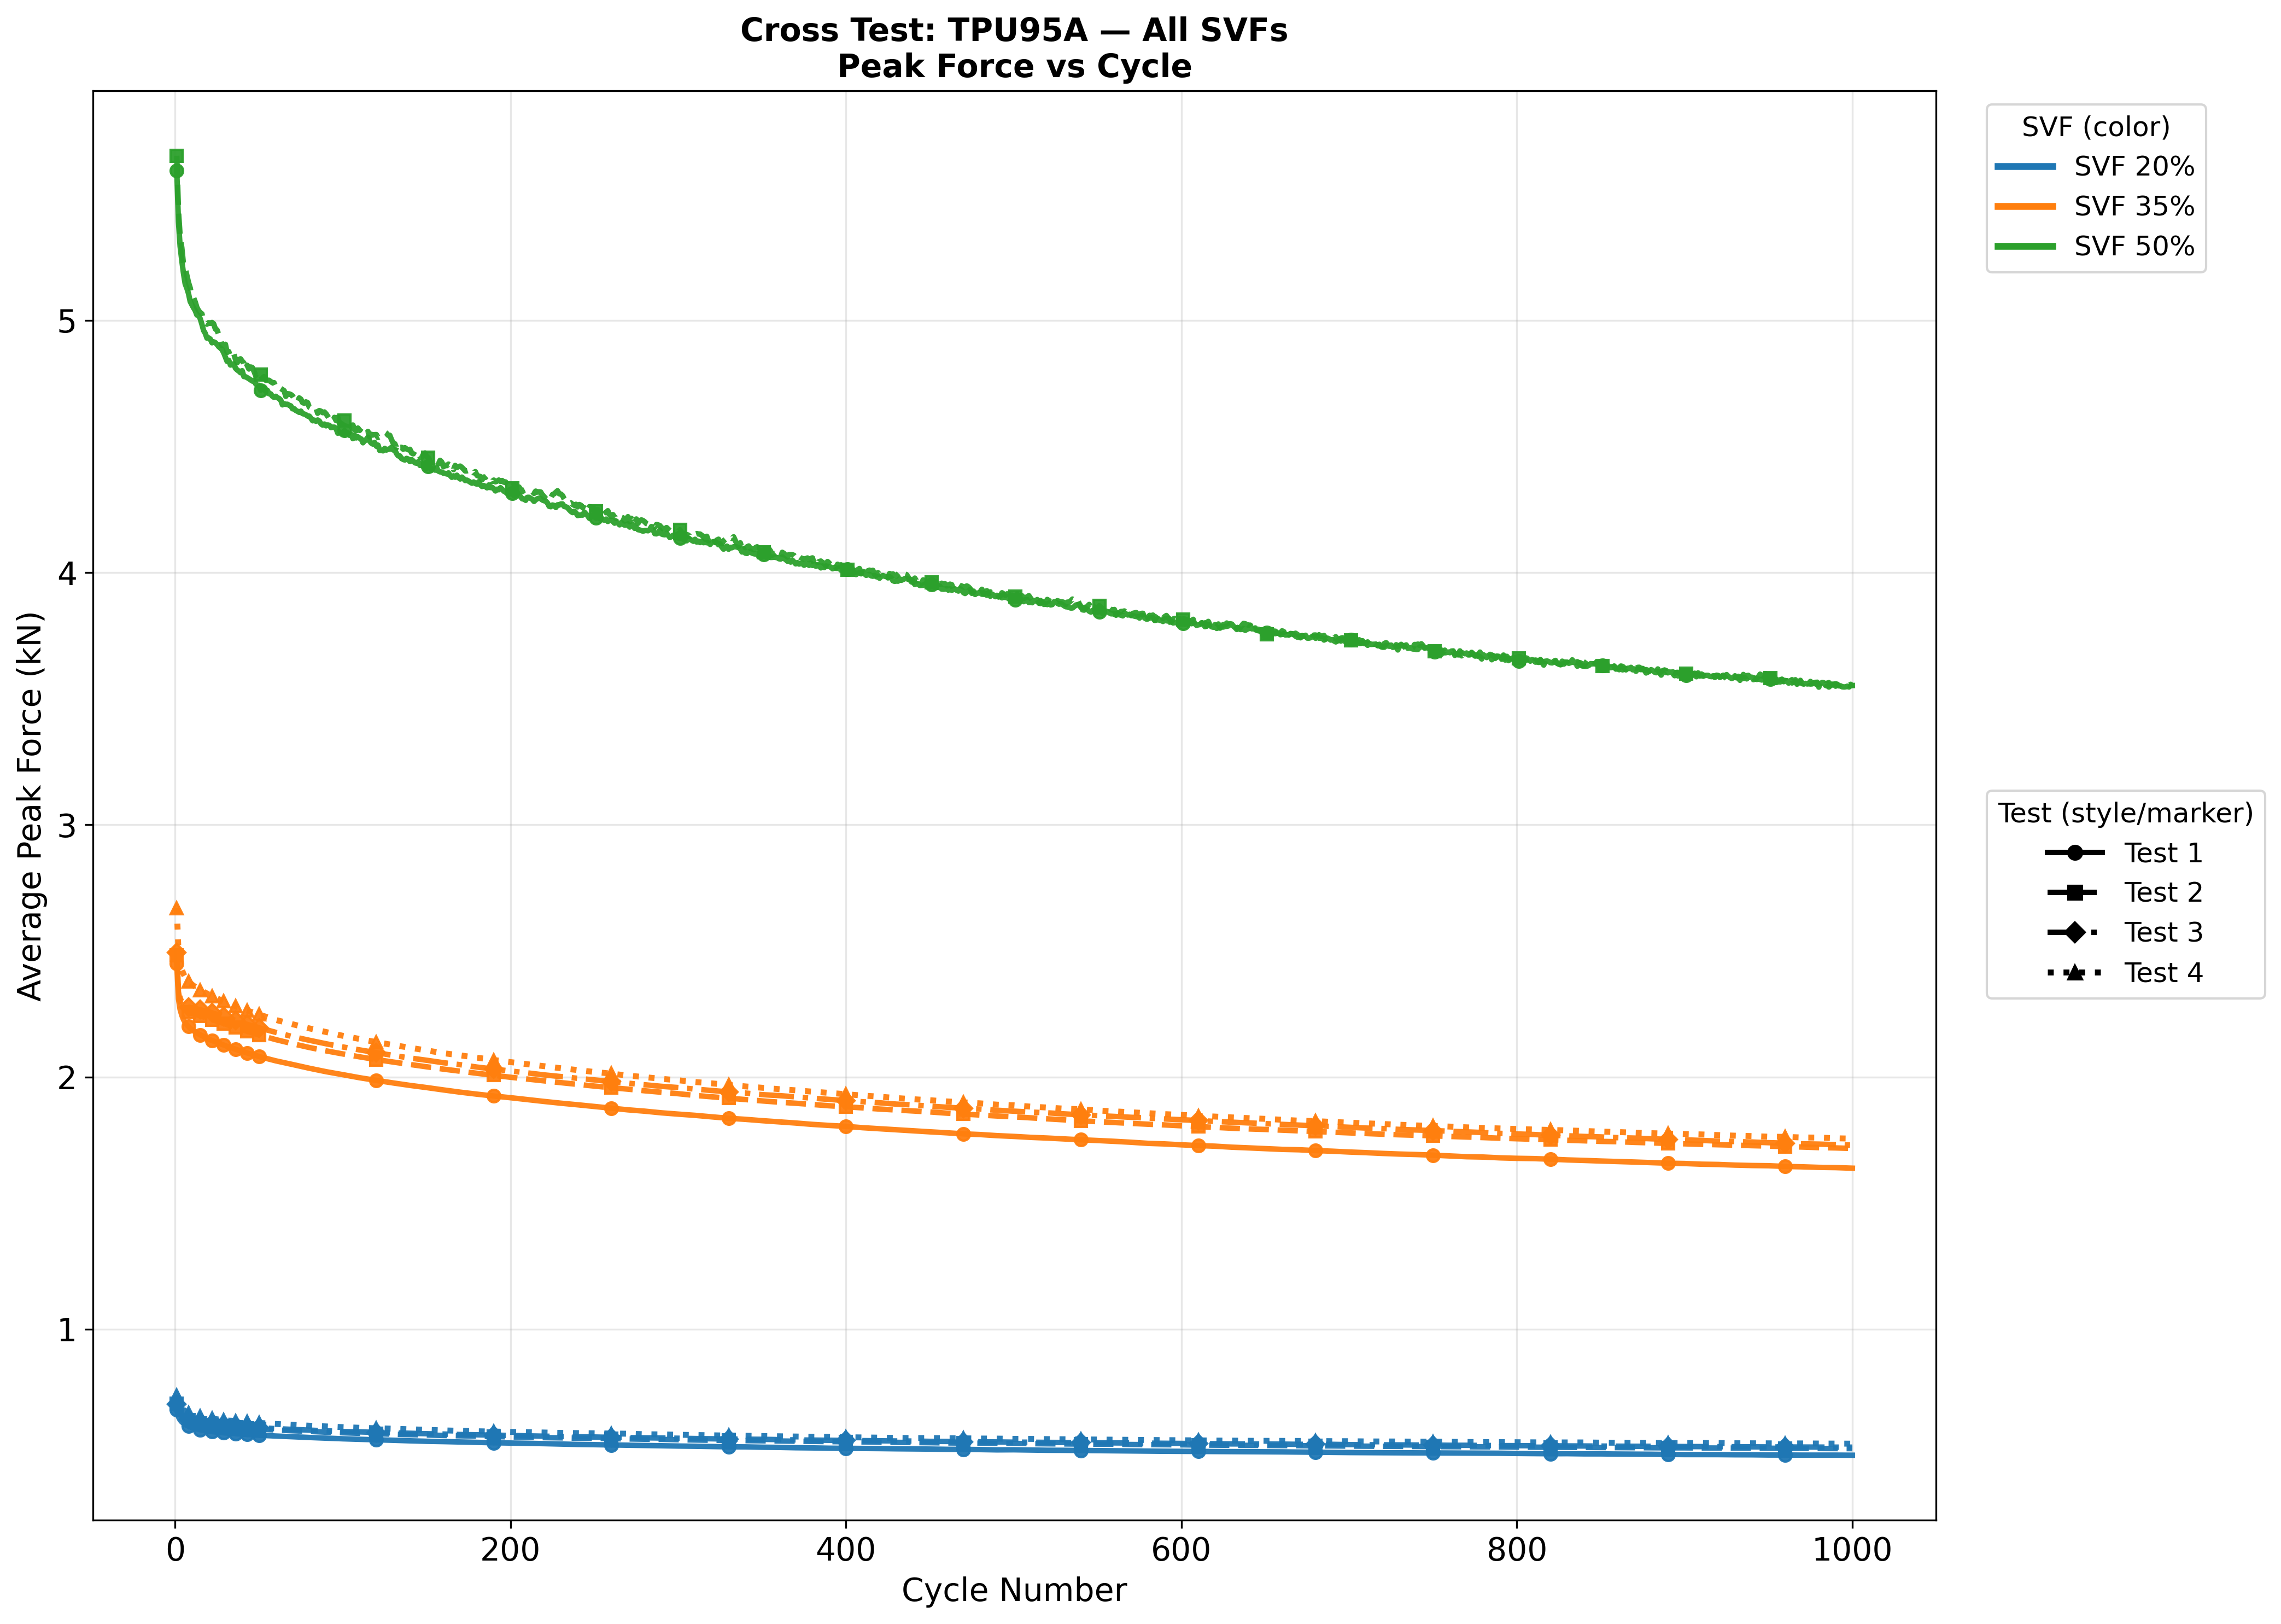 Cross Test: TPU95A — All SVFs
Peak Force vs Cycle
SVF (color)
SVF 20%
SVF 35%
SVF 50%
Test (style/marker)
Test 1
Test 2
Test 3
Test 4
Average Peak Force (kN)
5
4
3
2
1
0
200
400
600
800
1000
Cycle Number